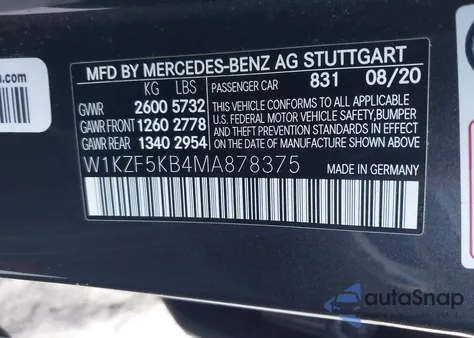 MFD BY MERCEDES-BENZ AG STUTTGART
KG LBS
PASSENGER CAR 831 08/20
GVWR 2600 5732
GAWR FRONT 1260 2778
GAWR REAR 1340 2954
THIS VEHICLE CONFORMS TO ALL APPLICABLE
U.S. FEDERAL MOTOR VEHICLE SAFETY,BUMPER
AND THEFT PREVENTION STANDARDS IN EFFECT
ON THE DATE OF MANUFACTURE SHOWN ABOVE.
W1KZF5KB4MA878375
MADE IN GERMANY
autoSnap